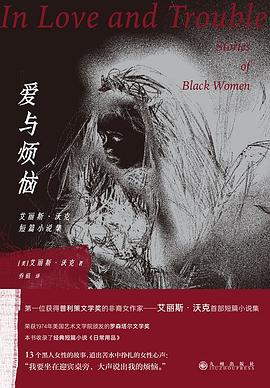 In Love and Trouble
Stories
of
Black Women
爱与烦恼
艾丽斯·沃克
短篇小说集
[美]艾丽斯·沃克 著
第一位获得普利策文学奖的非裔女作家——艾丽斯·沃克首部短篇小说集
荣获1974年美国艺术文学院颁发的罗森塔尔文学奖
本书收录了经典短篇小说《日常用品》
13个黑人女性的故事,道出苦水中挣扎的女性心声:
“我要坐在迎宾桌旁,大声说出我的烦恼。”
九州出版社